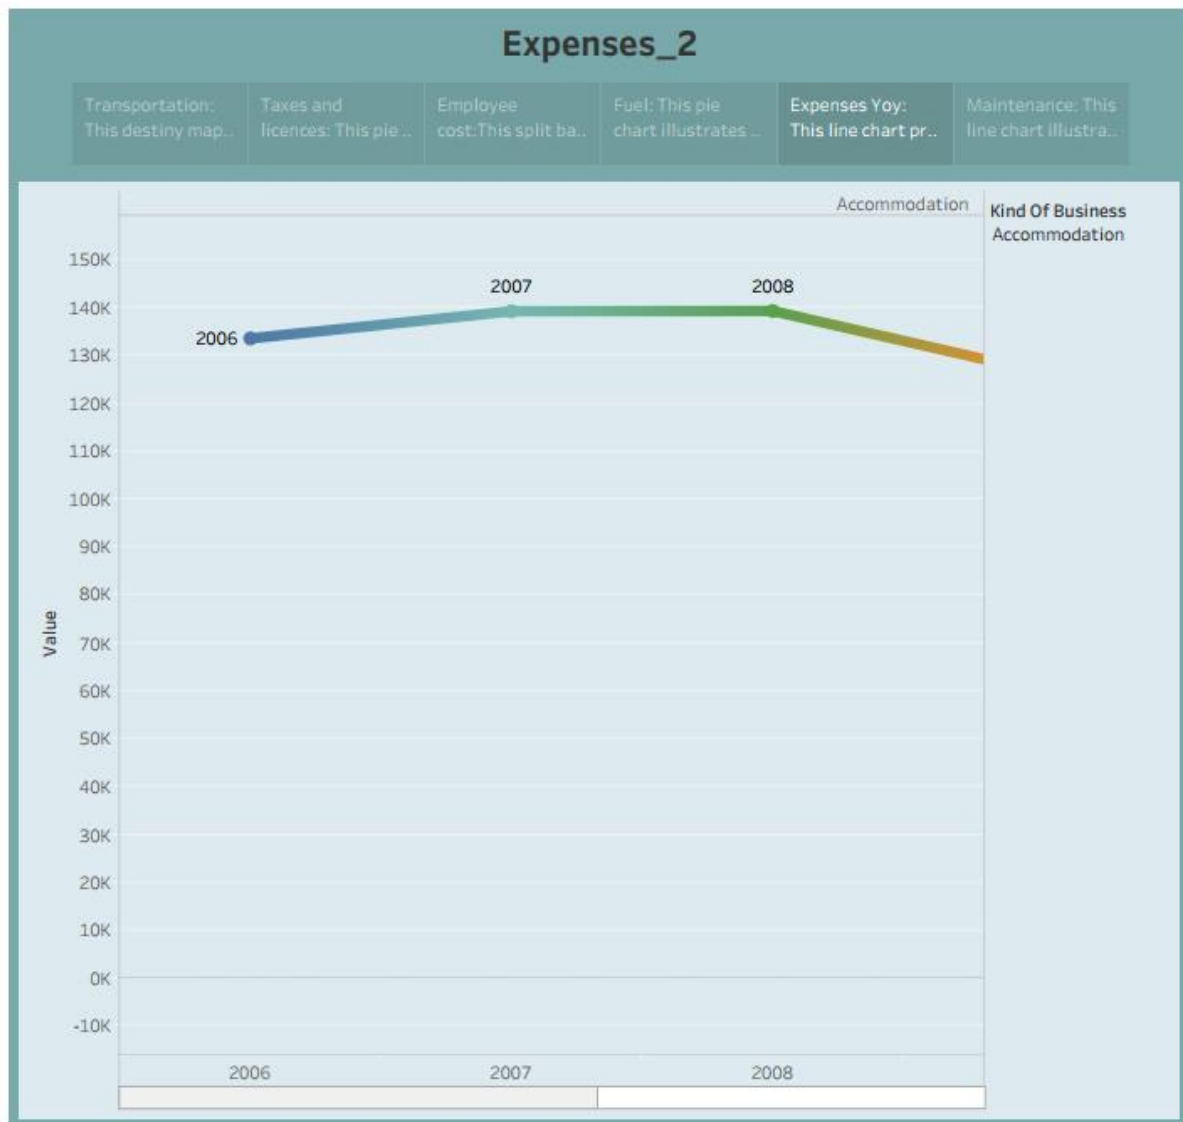 Expenses_2
Transportation:
This destiny map..
Taxes and
licences: This pie ..
Employee
cost:This split ba..
Fuel: This pie
chart illustrates ..
Expenses Yoy:
This line chart pr..
Maintenance: This
line chart illustra..
Accommodation
Kind Of Business
Accommodation
150K
140K
130K
120K
110K
100K
90K
80K
70K
60K
50K
40K
30K
20K
10K
0K
-10K
Value
2006
2007
2008
2006
2007
2008